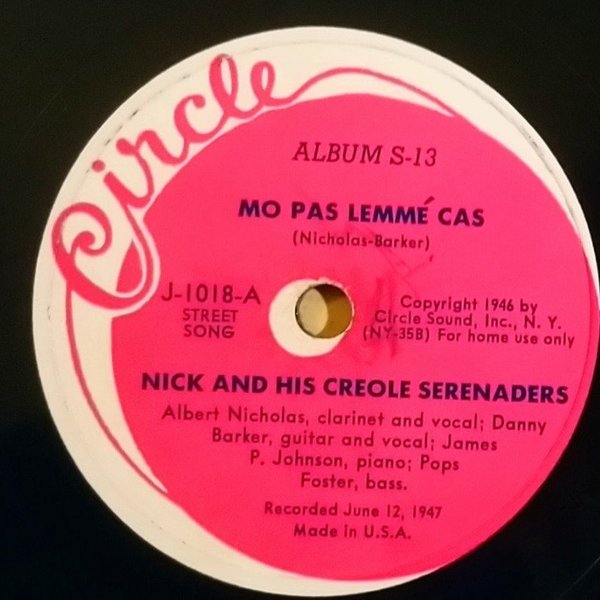 Circle
ALBUM S-13
MO PAS LEMMÉ CAS
(Nicholas-Barker)
J-1018-A
STREET
SONG
Copyright 1946 by
Circle Sound, Inc., N. Y.
(NY-35B) For home use only
NICK AND HIS CREOLE SERENADERS
Albert Nicholas, clarinet and vocal; Danny
Barker, guitar and vocal; James
P. Johnson, piano; Pops
Foster, bass.
Recorded June 12, 1947
Made in U.S.A.